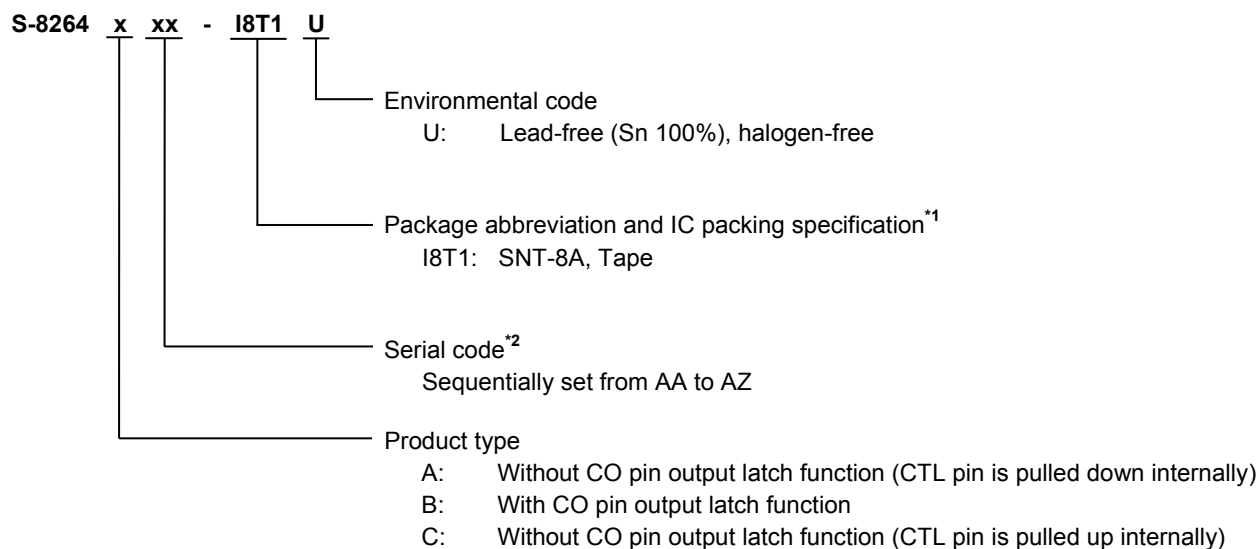 S-8264 x xx - I8T1 U
Environmental code
U: Lead-free (Sn 100%), halogen-free
Package abbreviation and IC packing specification*1
I8T1: SNT-8A, Tape
Serial code*2
Sequentially set from AA to AZ
Product type
A: Without CO pin output latch function (CTL pin is pulled down internally)
B: With CO pin output latch function
C: Without CO pin output latch function (CTL pin is pulled up internally)